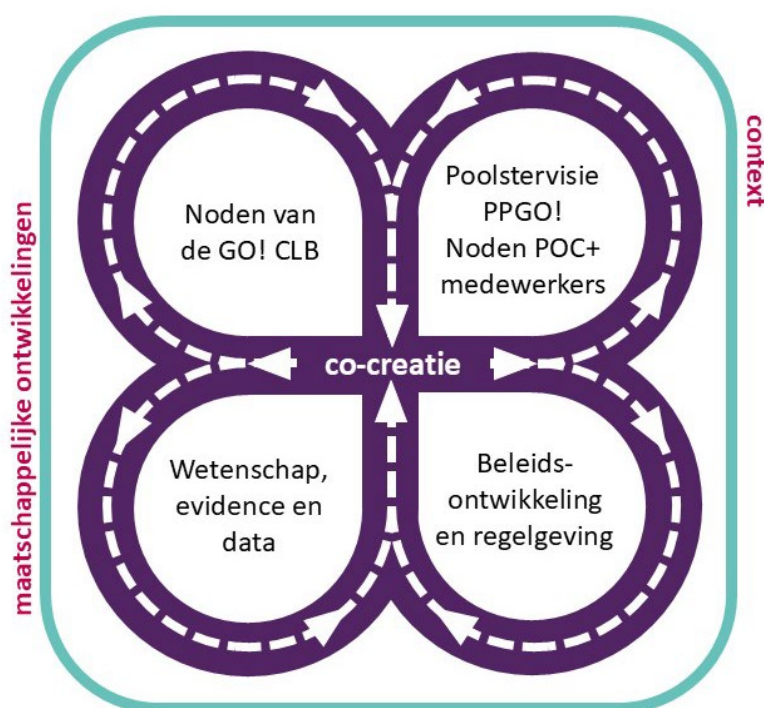 maatschappelijke ontwikkelingen
context
Noden van
de GO! CLB
Poolstervisie
PPGO!
Noden POC+
medewerkers
co-creatie
Wetenschap,
evidence en
data
Beleids-
ontwikkeling
en regelgeving